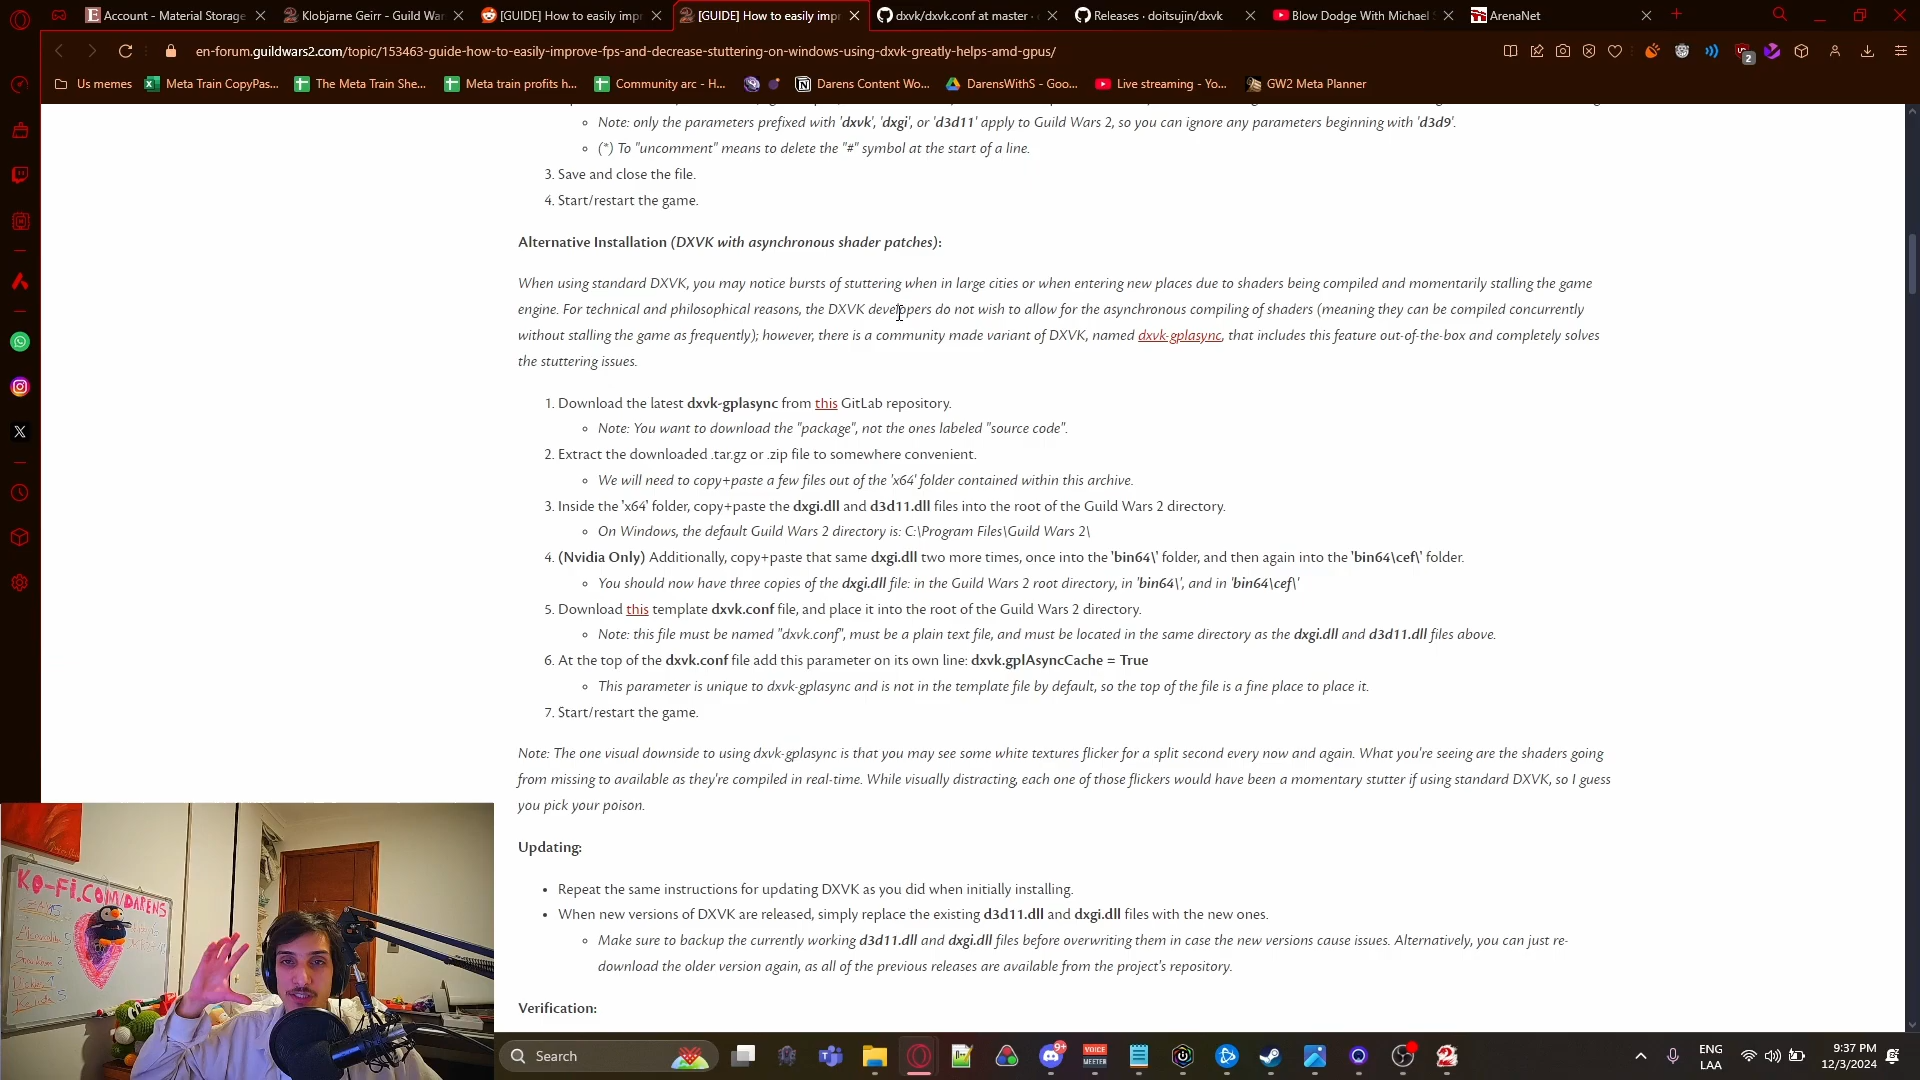 Account - Material Storage
Klobjarne Geirr - Guild War
[GUIDE] How to easily impr
[GUIDE] How to easily impr
dxvk/dxvk.conf at master ·
Releases · doitsujin/dxvk
Blow Dodge With Michael S
ArenaNet
en-forum.guildwars2.com/topic/153463-guide-how-to-easily-improve-fps-and-decrease-stuttering-on-windows-using-dxvk-greatly-helps-amd-gpus/
2
Us memes
Meta Train CopyPas...
The Meta Train She...
Meta train profits h...
Community arc - H...
Darens Content Wo...
DarensWithS - Goo...
Live streaming - Yo...
GW2 Meta Planner
Note: only the parameters prefixed with 'dxvk', 'dxgi', or 'd3d11' apply to Guild Wars 2, so you can ignore any parameters beginning with 'd3d9'.
(*) To "uncomment" means to delete the "#" symbol at the start of a line.
3. Save and close the file.
4. Start/restart the game.
Alternative Installation (DXVK with asynchronous shader patches):
When using standard DXVK, you may notice bursts of stuttering when in large cities or when entering new places due to shaders being compiled and momentarily stalling the game
engine. For technical and philosophical reasons, the DXVK developers do not wish to allow for the asynchronous compiling of shaders (meaning they can be compiled concurrently
without stalling the game as frequently); however, there is a community made variant of DXVK, named dxvk-gplasync, that includes this feature out-of-the-box and completely solves
the stuttering issues.
1. Download the latest dxvk-gplasync from this GitLab repository.
Note: You want to download the "package", not the ones labeled "source code".
2. Extract the downloaded .tar.gz or .zip file to somewhere convenient.
We will need to copy+paste a few files out of the 'x64' folder contained within this archive.
3. Inside the 'x64' folder, copy+paste the dxgi.dll and d3d11.dll files into the root of the Guild Wars 2 directory.
On Windows, the default Guild Wars 2 directory is: C:\Program Files\Guild Wars 2\
4. (Nvidia Only) Additionally, copy+paste that same dxgi.dll two more times, once into the 'bin64\' folder, and then again into the 'bin64\cef\' folder.
You should now have three copies of the dxgi.dll file: in the Guild Wars 2 root directory, in 'bin64\', and in 'bin64\cef\'
5. Download this template dxvk.conf file, and place it into the root of the Guild Wars 2 directory.
Note: this file must be named "dxvk.conf", must be a plain text file, and must be located in the same directory as the dxgi.dll and d3d11.dll files above.
6. At the top of the dxvk.conf file add this parameter on its own line: dxvk.gplAsyncCache = True
This parameter is unique to dxvk-gplasync and is not in the template file by default, so the top of the file is a fine place to place it.
7. Start/restart the game.
Note: The one visual downside to using dxvk-gplasync is that you may see some white textures flicker for a split second every now and again. What you're seeing are the shaders going
from missing to available as they're compiled in real-time. While visually distracting, each one of those flickers would have been a momentary stutter if using standard DXVK, so I guess
you pick your poison.
Updating:
Repeat the same instructions for updating DXVK as you did when initially installing.
When new versions of DXVK are released, simply replace the existing d3d11.dll and dxgi.dll files with the new ones.
Make sure to backup the currently working d3d11.dll and dxgi.dll files before overwriting them in case the new versions cause issues. Alternatively, you can just re-
download the older version again, as all of the previous releases are available from the project's repository.
Verification:
KO-FI.COM/DARENS
Search
9+
VOICE
MEETER
ENG
LAA
9:37 PM
12/3/2024